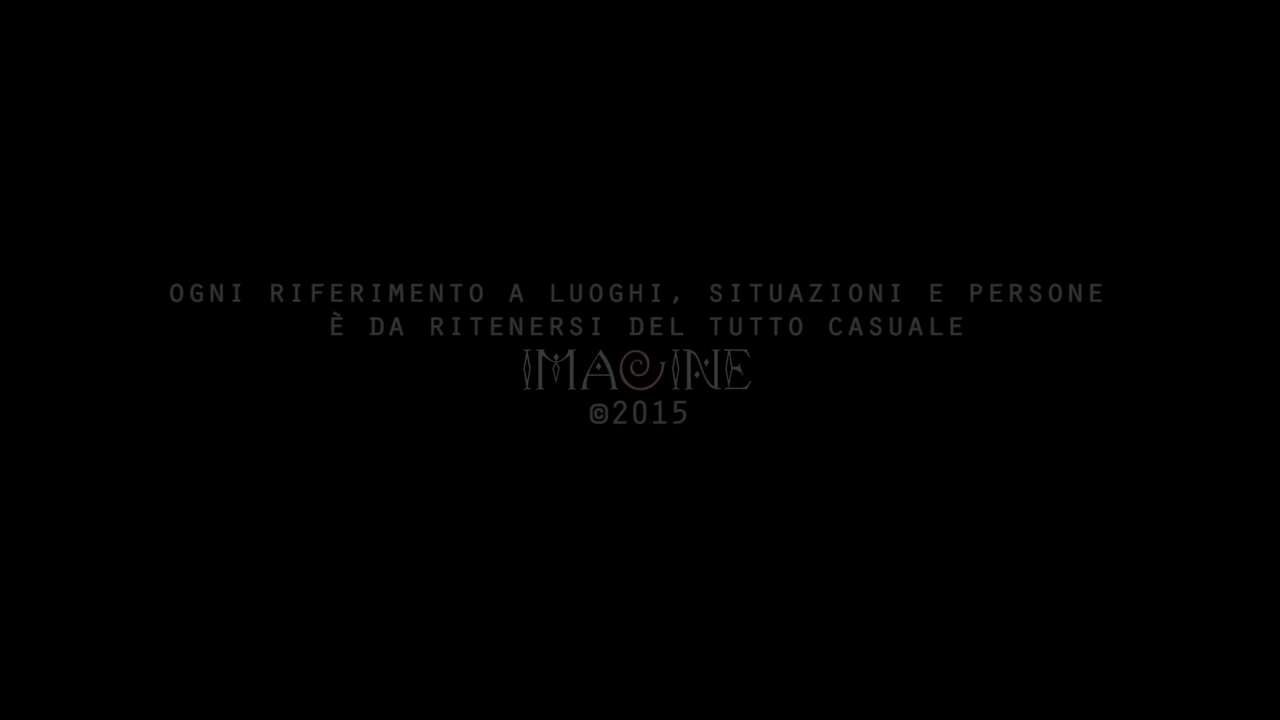 OGNI RIFERIMENTO A LUOGHI, SITUAZIONI E PERSONE
È DA RITENERSI DEL TUTTO CASUALE
IMAGINE
©2015